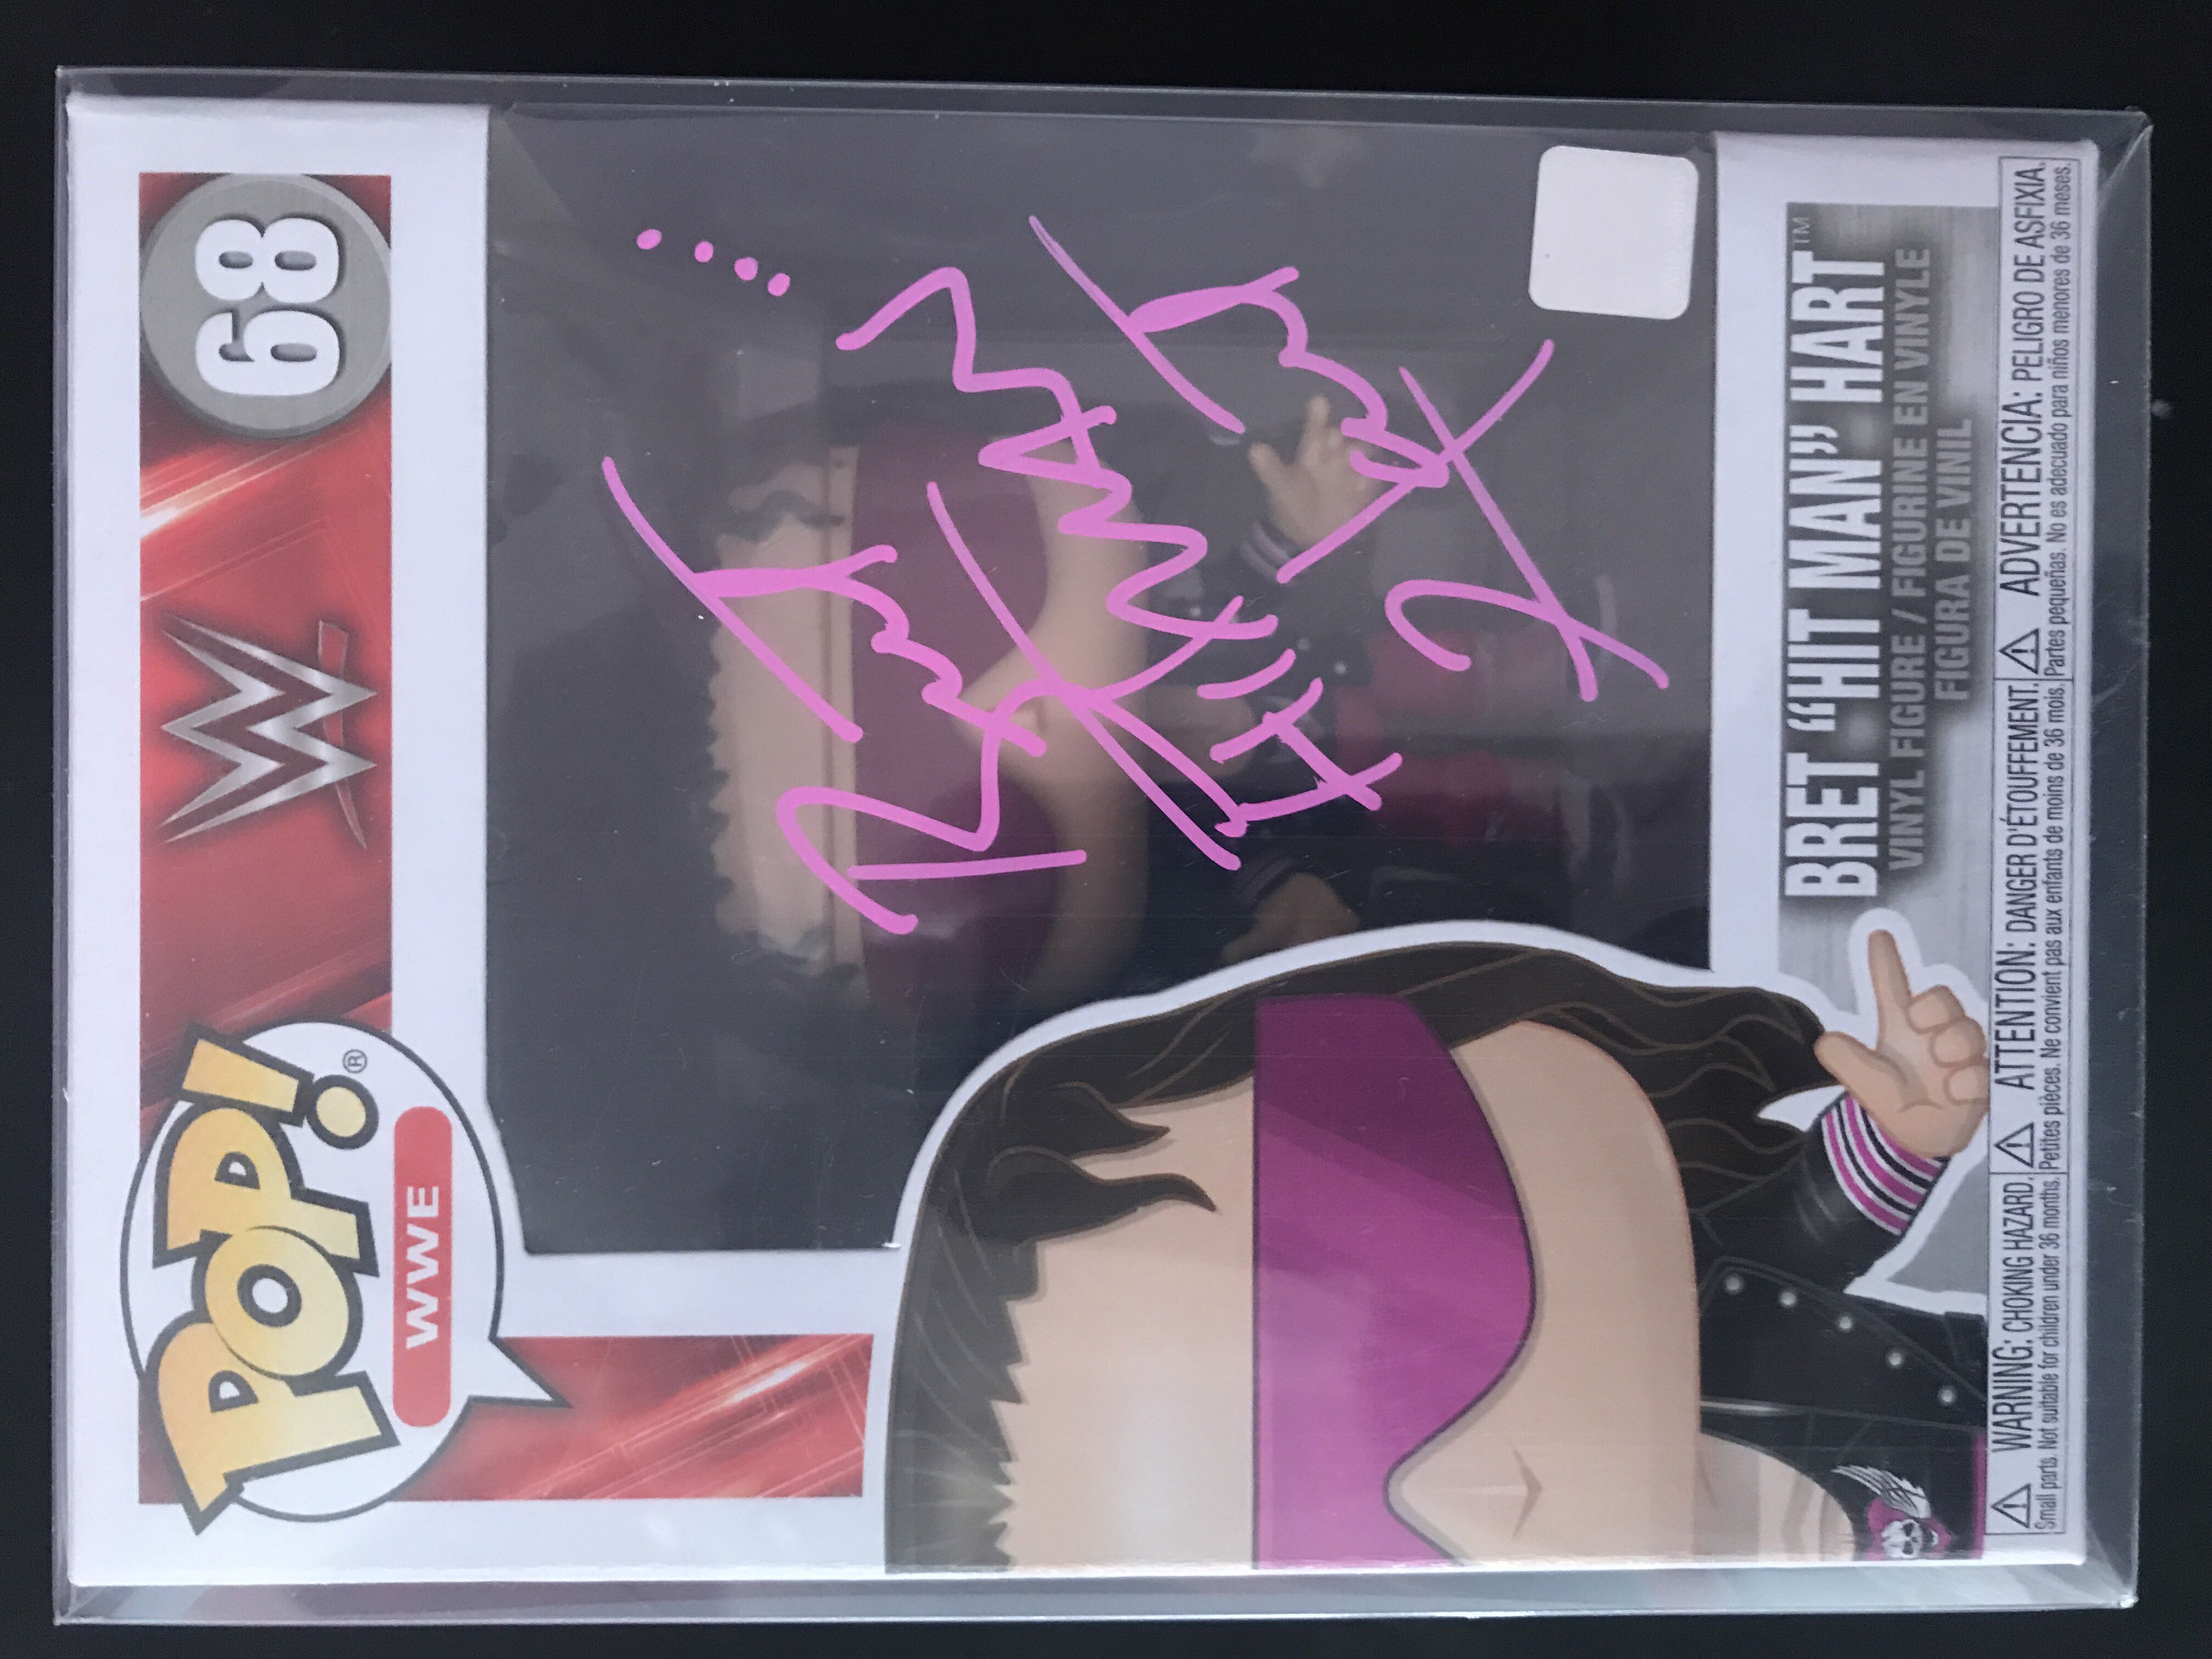 POP!®
WWE
W
68
BRET “HIT MAN” HART™
VINYL FIGURE / FIGURINE EN VINYLE
FIGURA DE VINIL
⚠ WARNING: CHOKING HAZARD.
Small parts. Not suitable for children under 36 months.
⚠ ATTENTION: DANGER D'ÉTOUFFEMENT.
Petites pièces. Ne convient pas aux enfants de moins de 36 mois.
⚠ ADVERTENCIA: PELIGRO DE ASFIXIA.
Partes pequeñas. No es adecuado para niños menores de 36 meses.